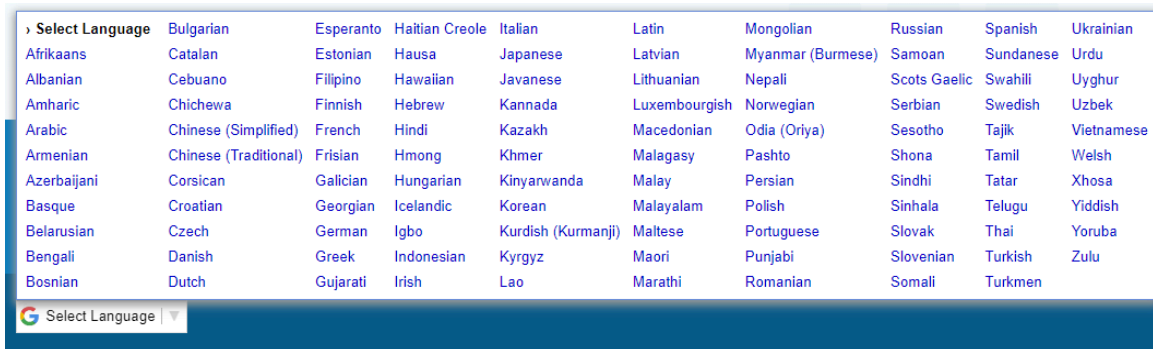 › Select Language Bulgarian Esperanto Haitian Creole Italian Latin Mongolian Russian Spanish Ukrainian
Afrikaans Catalan Estonian Hausa Japanese Latvian Myanmar (Burmese) Samoan Sundanese Urdu
Albanian Cebuano Filipino Hawaiian Javanese Lithuanian Nepali Scots Gaelic Swahili Uyghur
Amharic Chichewa Finnish Hebrew Kannada Luxembourgish Norwegian Serbian Swedish Uzbek
Arabic Chinese (Simplified) French Hindi Kazakh Macedonian Odia (Oriya) Sesotho Tajik Vietnamese
Armenian Chinese (Traditional) Frisian Hmong Khmer Malagasy Pashto Shona Tamil Welsh
Azerbaijani Corsican Galician Hungarian Kinyarwanda Malay Persian Sindhi Tatar Xhosa
Basque Croatian Georgian Icelandic Korean Malayalam Polish Sinhala Telugu Yiddish
Belarusian Czech German Igbo Kurdish (Kurmanji) Maltese Portuguese Slovak Thai Yoruba
Bengali Danish Greek Indonesian Kyrgyz Maori Punjabi Slovenian Turkish Zulu
Bosnian Dutch Gujarati Irish Lao Marathi Romanian Somali Turkmen
G Select Language ▼